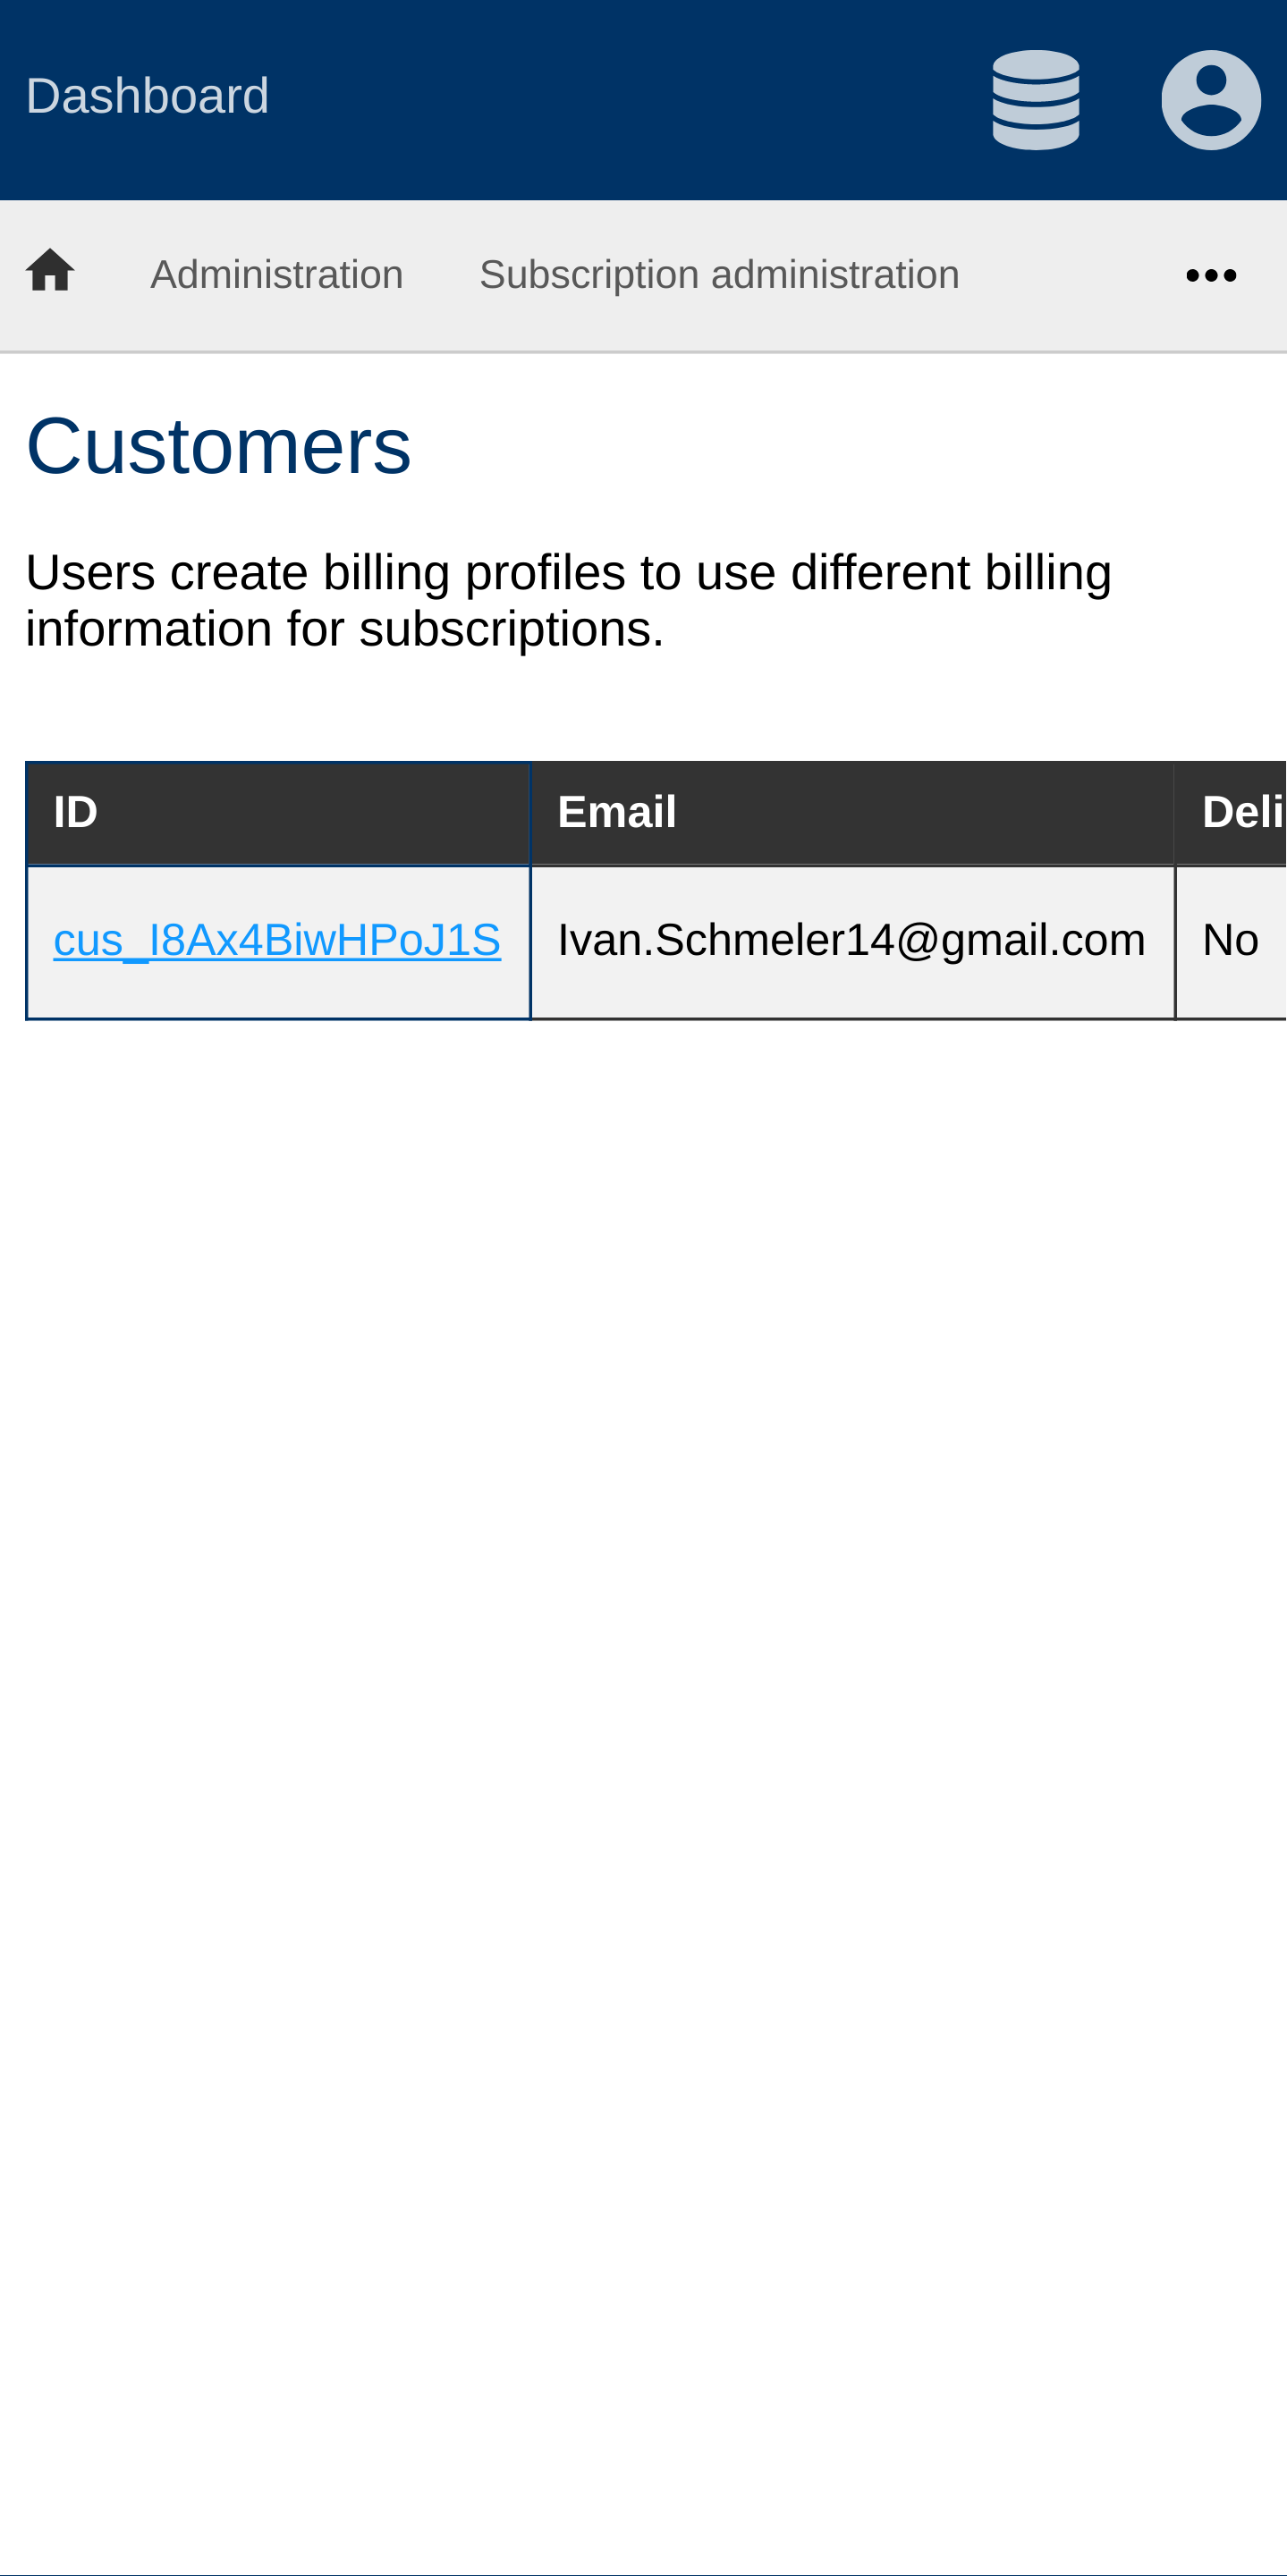 Dashboard
Administration Subscription administration
Customers
Users create billing profiles to use different billing
information for subscriptions.
ID Email Deli
cus_I8Ax4BiwHPoJ1S Ivan.Schmeler14@gmail.com No